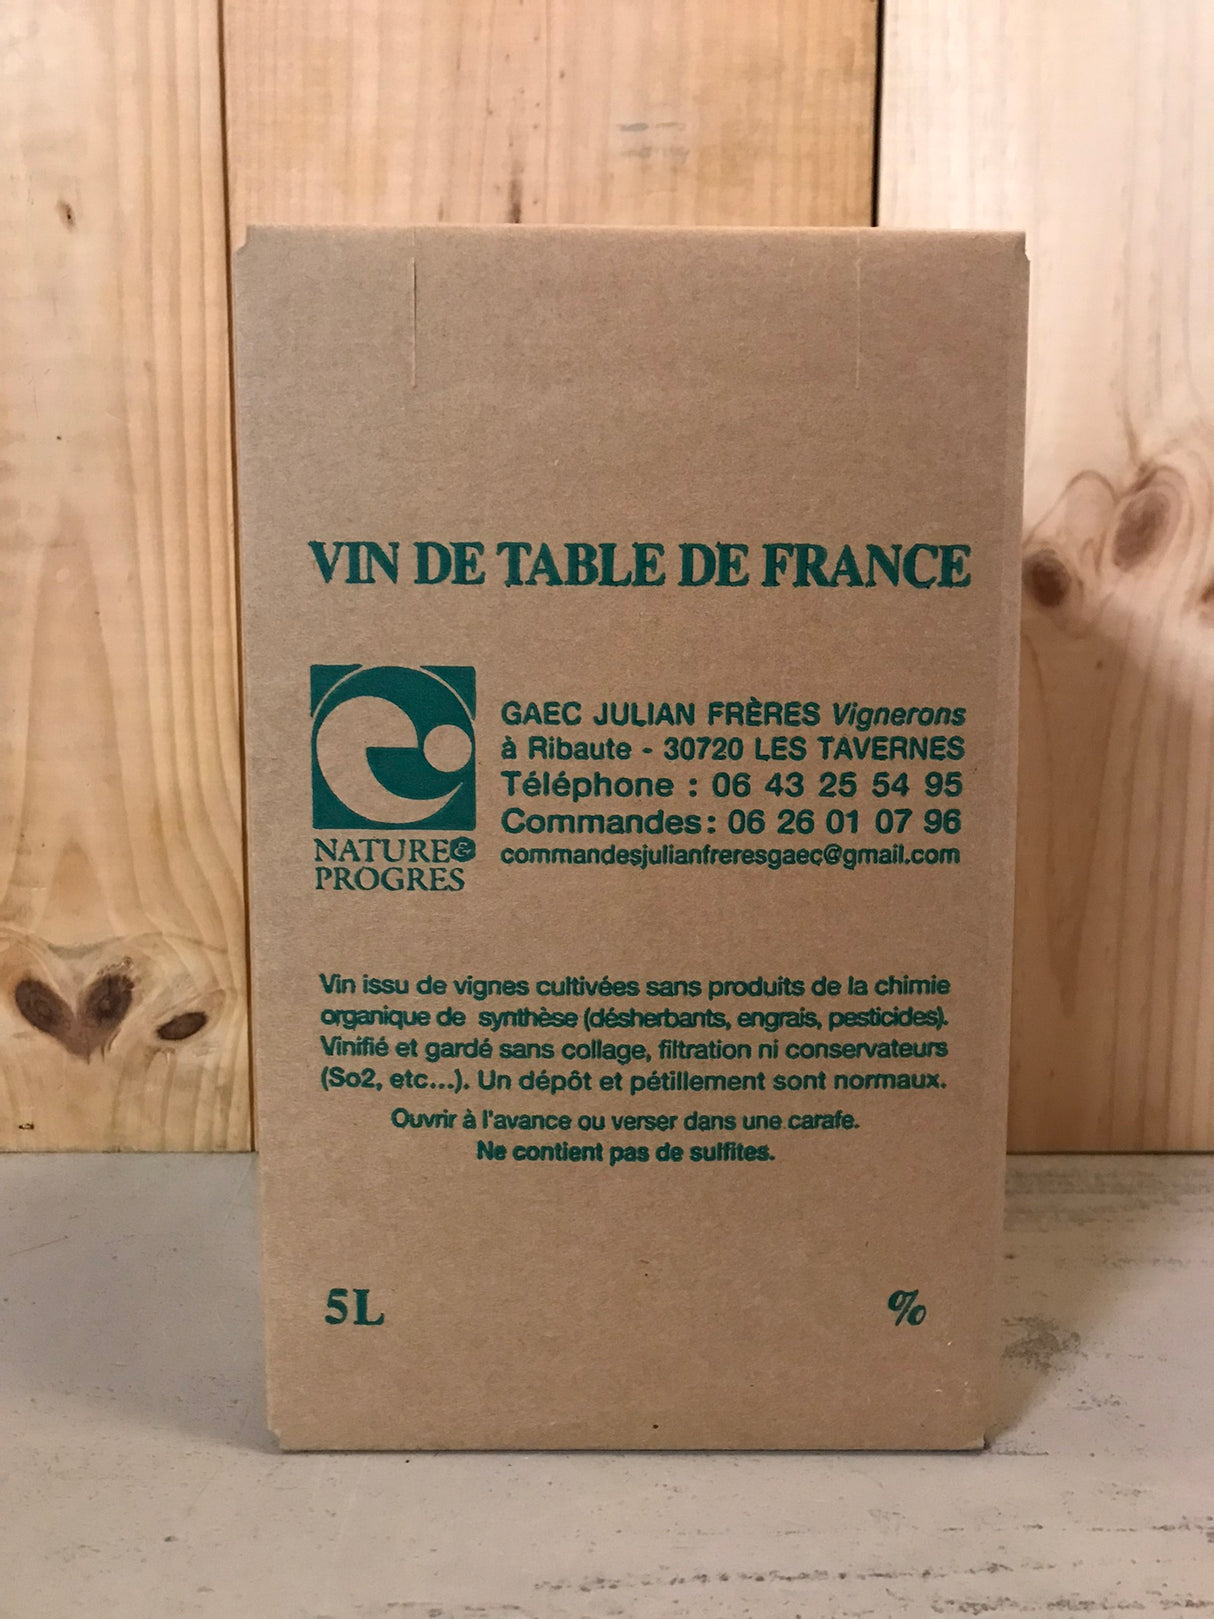 VIN DE TABLE DE FRANCE
NATURE &
PROGRES
GAEC JULIAN FRÈRES Vignerons
à Ribaute - 30720 LES TAVERNES
Téléphone : 06 43 25 54 95
Commandes: 06 26 01 07 96
commandesjulianfreresgaec@gmail.com
Vin issu de vignes cultivées sans produits de la chimie
organique de synthèse (désherbants, engrais, pesticides).
Vinifié et gardé sans collage, filtration ni conservateurs
(So2, etc...). Un dépôt et pétillement sont normaux.
Ouvrir à l'avance ou verser dans une carafe.
Ne contient pas de sulfites.
5L %